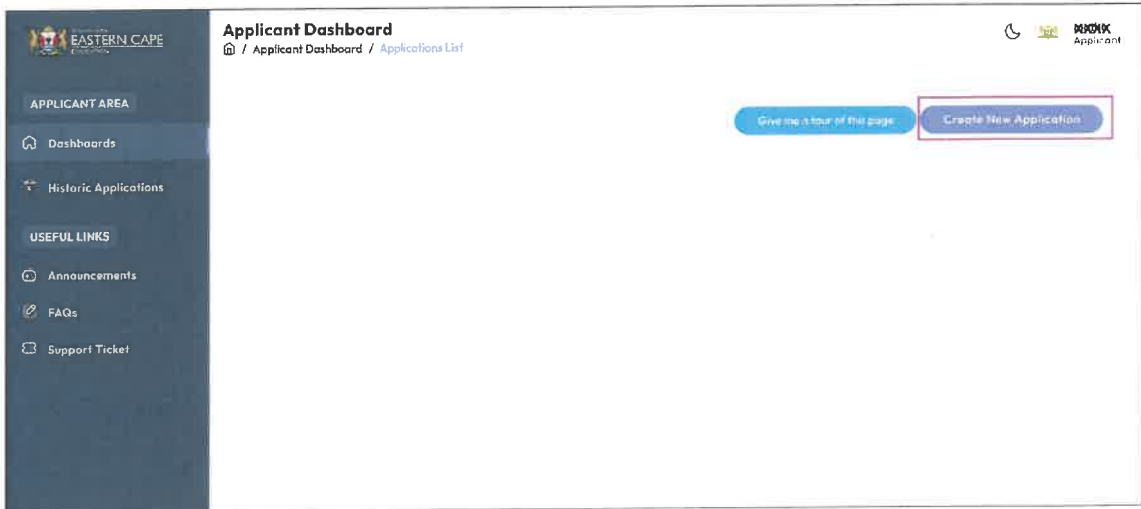 EASTERN CAPE
Applicant Dashboard
/ Applicant Dashboard / Applications List
Applicant
APPLICANT AREA
Give me a tour of this page
Create New Application
Dashboards
Historic Applications
USEFUL LINKS
Announcements
FAQs
Support Ticket